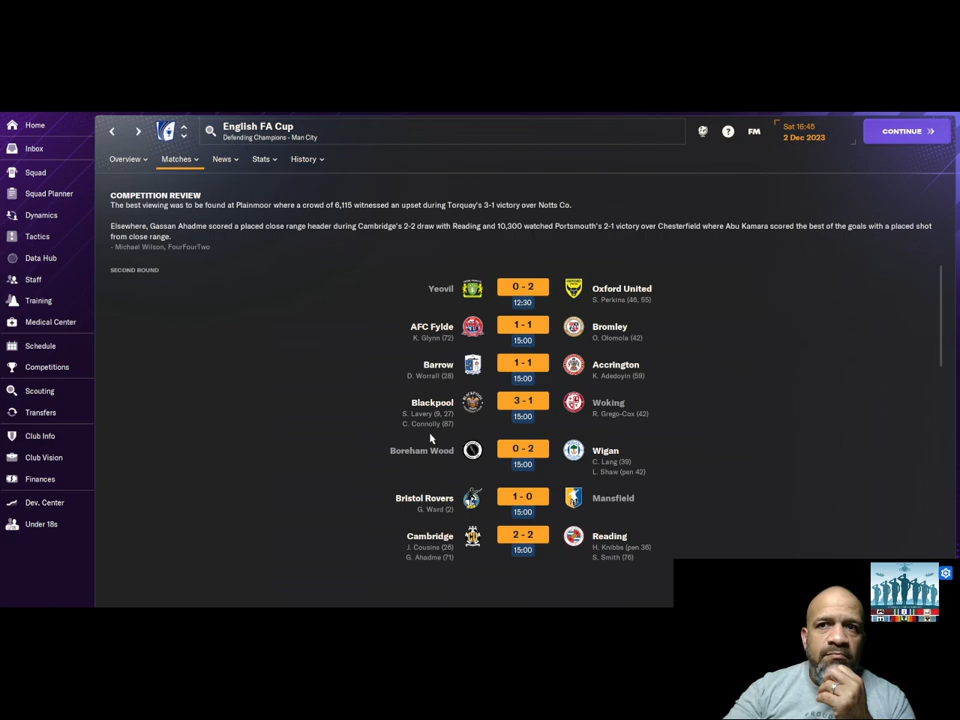 Home
Inbox
Squad
Squad Planner
Dynamics
Tactics
Data Hub
Staff
Training
Medical Center
Schedule
Competitions
Scouting
Transfers
Club Info
Club Vision
Finances
Dev. Center
Under 18s
English FA Cup
Defending Champions - Man City
? FM
Sat 16:45
2 Dec 2023
CONTINUE
Overview Matches News Stats History
COMPETITION REVIEW
The best viewing was to be found at Plainmoor where a crowd of 6,115 witnessed an upset during Torquay's 3-1 victory over Notts Co.
Elsewhere, Gassan Ahadme scored a placed close range header during Cambridge's 2-2 draw with Reading and 10,300 watched Portsmouth's 2-1 victory over Chesterfield where Abu Kamara scored the best of the goals with a placed shot
from close range.
- Michael Wilson, FourFourTwo
SECOND ROUND
Yeovil 0 - 2 Oxford United
12:30 S. Perkins (46, 55)
AFC Fylde 1 - 1 Bromley
K. Glynn (72) 15:00 O. Olomola (42)
Barrow 1 - 1 Accrington
D. Worrall (28) 15:00 K. Adedoyin (59)
Blackpool 3 - 1 Woking
S. Lavery (9, 27) 15:00 R. Grego-Cox (42)
C. Connolly (87)
Boreham Wood 0 - 2 Wigan
15:00 C. Lang (39)
L. Shaw (pen 42)
Bristol Rovers 1 - 0 Mansfield
G. Ward (2) 15:00
Cambridge 2 - 2 Reading
J. Cousins (26) 15:00 H. Knibbs (pen 36)
G. Ahadme (71) S. Smith (76)